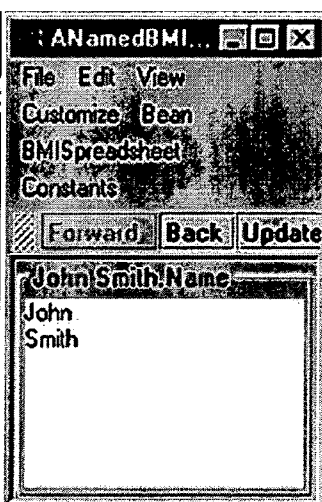 : ANamedBMI...
File Edit View
Customize Bean
BMISpreadsheet
Constants
Forward Back Update
John Smith.Name
John
Smith